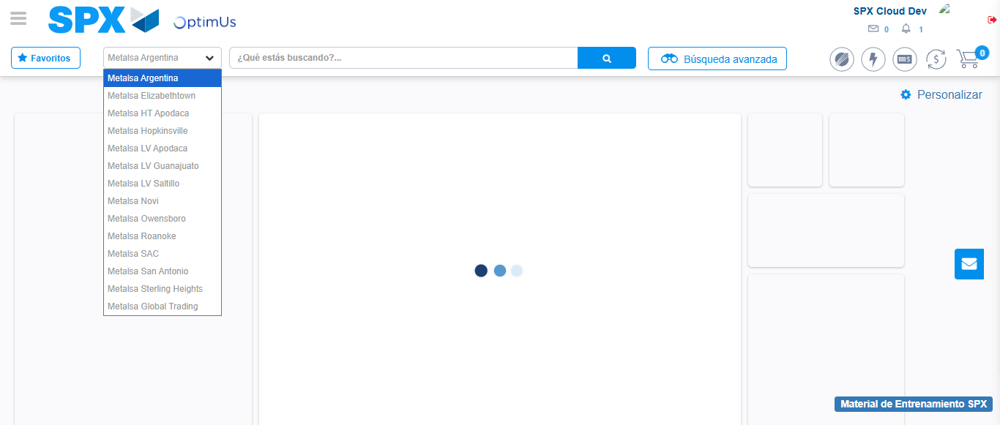 SPX
OptimUs
SPX Cloud Dev
0
1
Favoritos
Metalsa Argentina
¿Qué estás buscando?...
Búsqueda avanzada
0
Personalizar
Metalsa Argentina
Metalsa Elizabethtown
Metalsa HT Apodaca
Metalsa Hopkinsville
Metalsa LV Apodaca
Metalsa LV Guanajuato
Metalsa LV Saltillo
Metalsa Novi
Metalsa Owensboro
Metalsa Roanoke
Metalsa SAC
Metalsa San Antonio
Metalsa Sterling Heights
Metalsa Global Trading
Material de Entrenamiento SPX